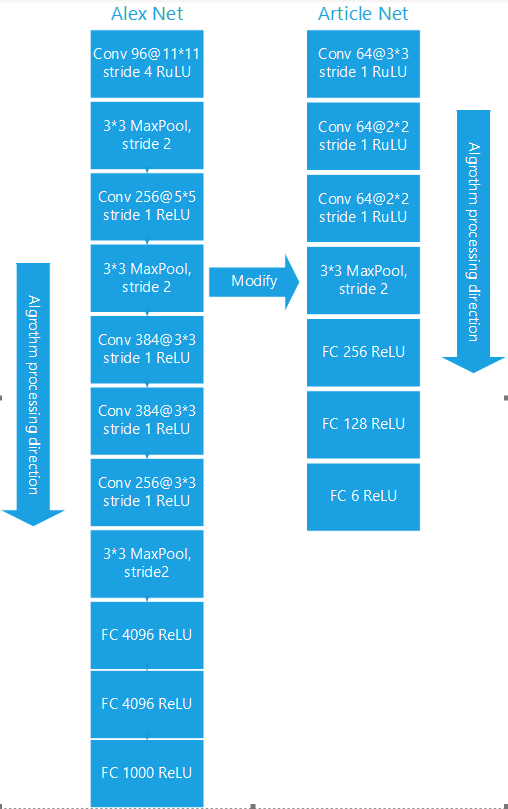 Alex Net
Conv 96@11*11
stride 4 RuLU
3*3 MaxPool,
stride 2
Conv 256@5*5
stride 1 ReLU
3*3 MaxPool,
stride 2
Conv 384@3*3
stride 1 ReLU
Conv 384@3*3
stride 1 ReLU
Conv 256@3*3
stride 1 ReLU
3*3 MaxPool,
stride2
FC 4096 ReLU
FC 4096 ReLU
FC 1000 ReLU
Algrothm processing direction
Modify
Article Net
Conv 64@3*3
stride 1 RuLU
Conv 64@2*2
stride 1 RuLU
Conv 64@2*2
stride 1 RuLU
3*3 MaxPool,
stride 2
FC 256 ReLU
FC 128 ReLU
FC 6 ReLU
Algrothm processing direction